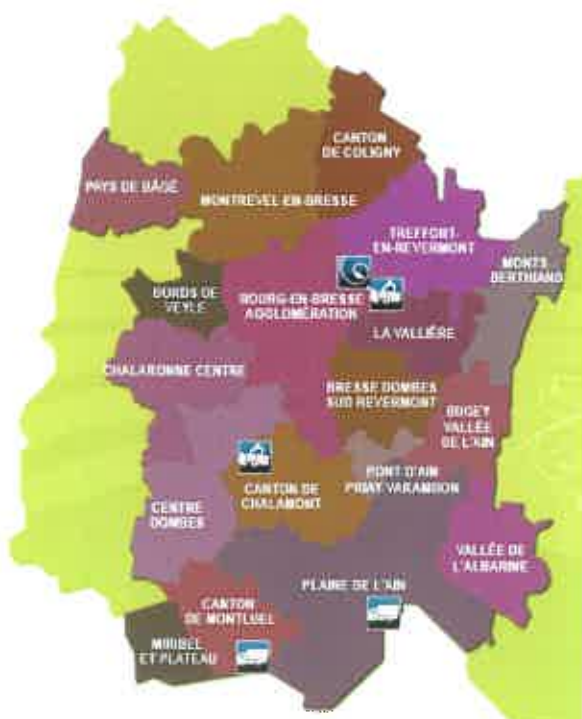 CANTON
DE COLIGNY
PAYS DE BÂGÉ
MONTREVEL EN-BRESSE
TREFFORT
EN-REVERMONT
MONTS
BERTHIAND
BORDS DE
VEYLE
BOURG-EN-BRESSE
AGGLOMÉRATION
LA VALLIÈRE
CHALARONNE CENTRE
BRESSE DOMBES
SUD REVERMONT
BUGEY
VALLÉE
DE L'AIN
PONT D'AIN
PRIAY-VARAMBON
CANTON DE
CHALAMONT
CENTRE
DOMBES
VALLÉE DE
L'ALBARINE
PLAINE DE L'AIN
CANTON
DE MONTLUEL
MIRIBEL
ET PLATEAU